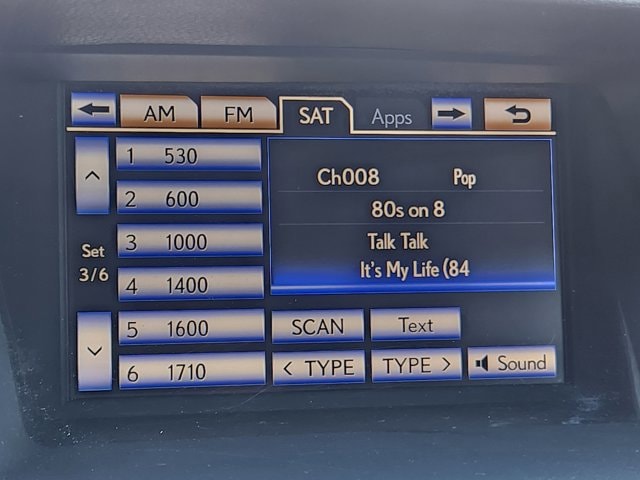 AM FM SAT Apps
1 530
2 600
3 1000
4 1400
5 1600
6 1710
Set
3/6
Ch008 Pop
80s on 8
Talk Talk
It's My Life (84
SCAN Text
< TYPE TYPE > Sound